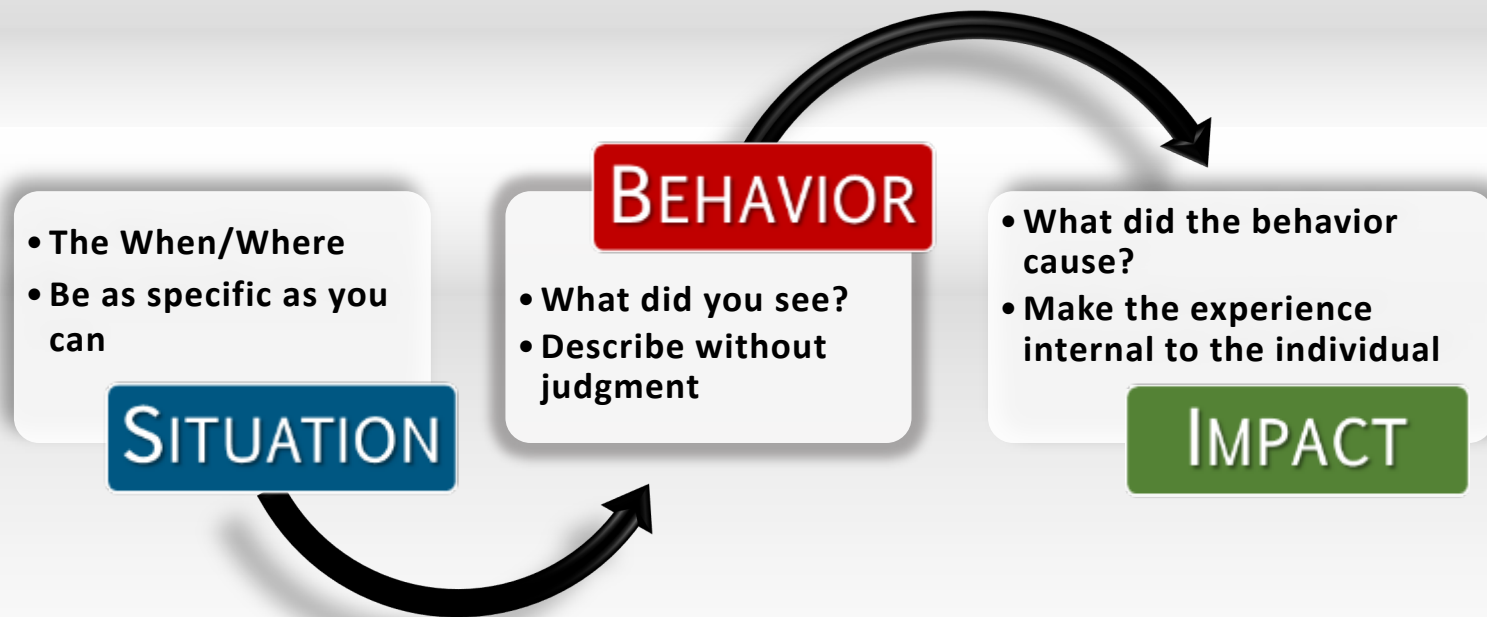 • The When/Where
• Be as specific as you
can
SITUATION
BEHAVIOR
• What did you see?
• Describe without
judgment
• What did the behavior
cause?
• Make the experience
internal to the individual
IMPACT